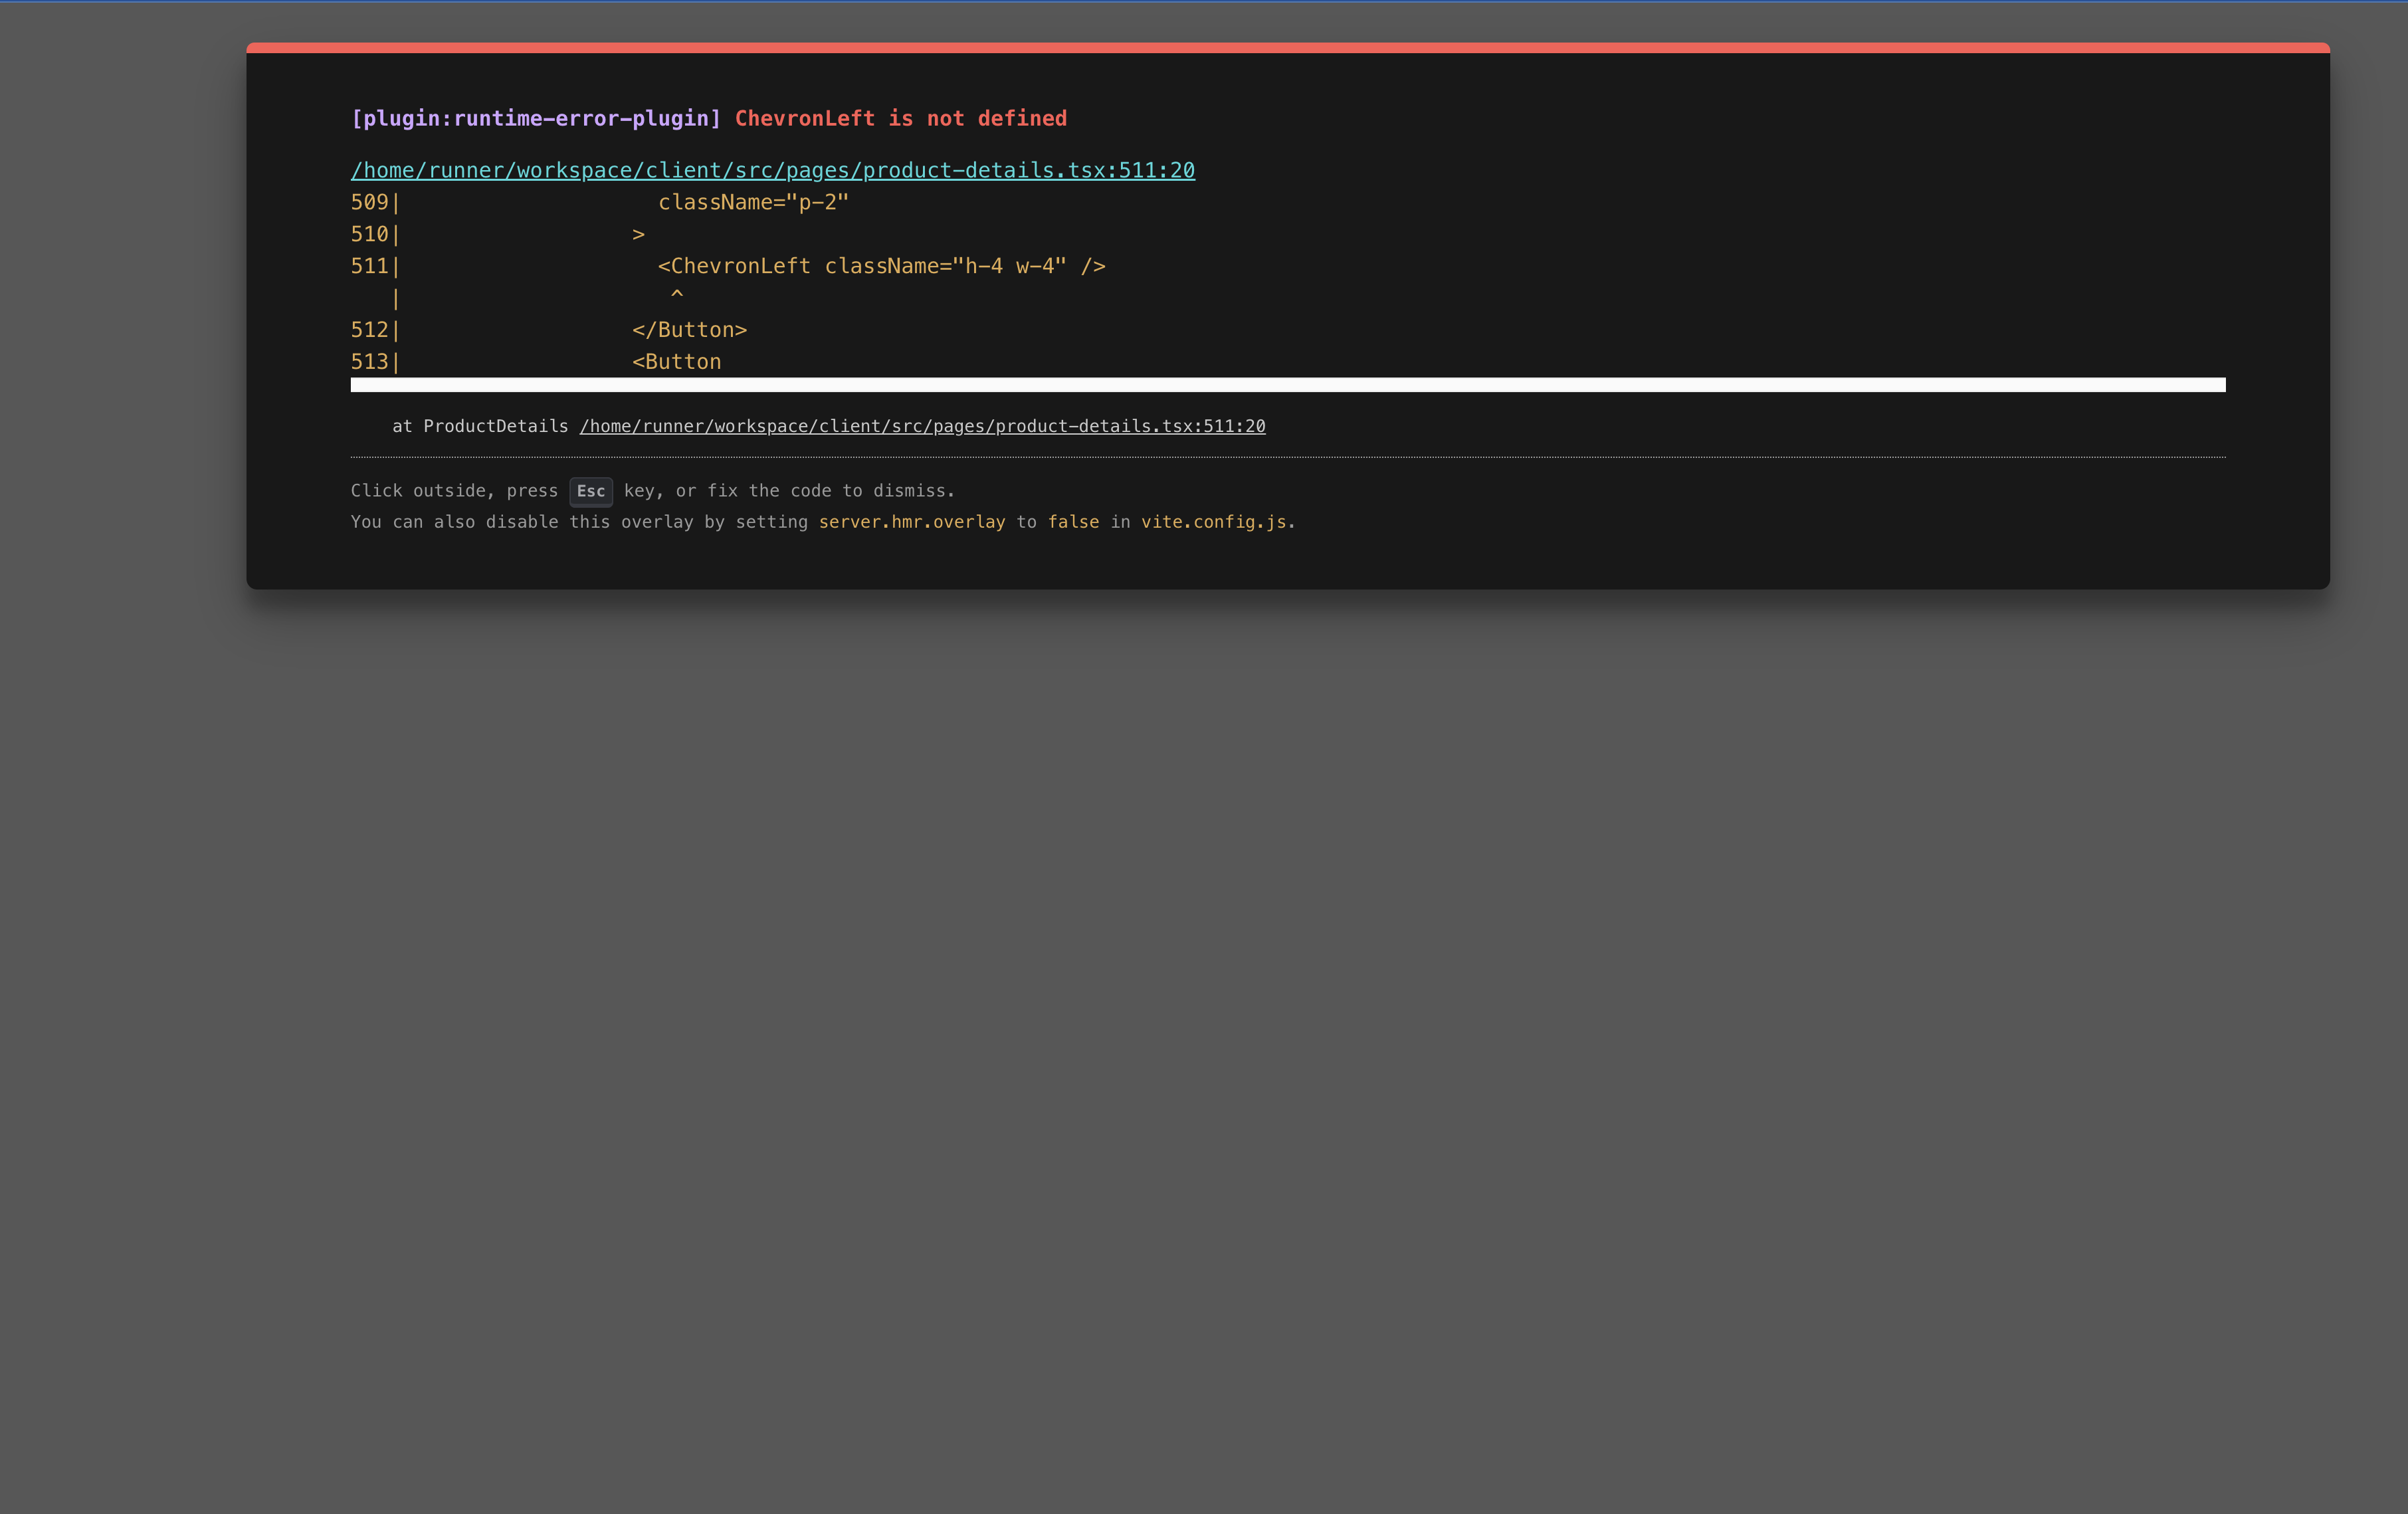 [plugin:runtime-error-plugin] ChevronLeft is not defined
/home/runner/workspace/client/src/pages/product-details.tsx:511:20
509|                    className="p-2"
510|                  >
511|                    <ChevronLeft className="h-4 w-4" />
   |                     ^
512|                  </Button>
513|                  <Button
at ProductDetails /home/runner/workspace/client/src/pages/product-details.tsx:511:20
Click outside, press Esc key, or fix the code to dismiss.
You can also disable this overlay by setting server.hmr.overlay to false in vite.config.js.